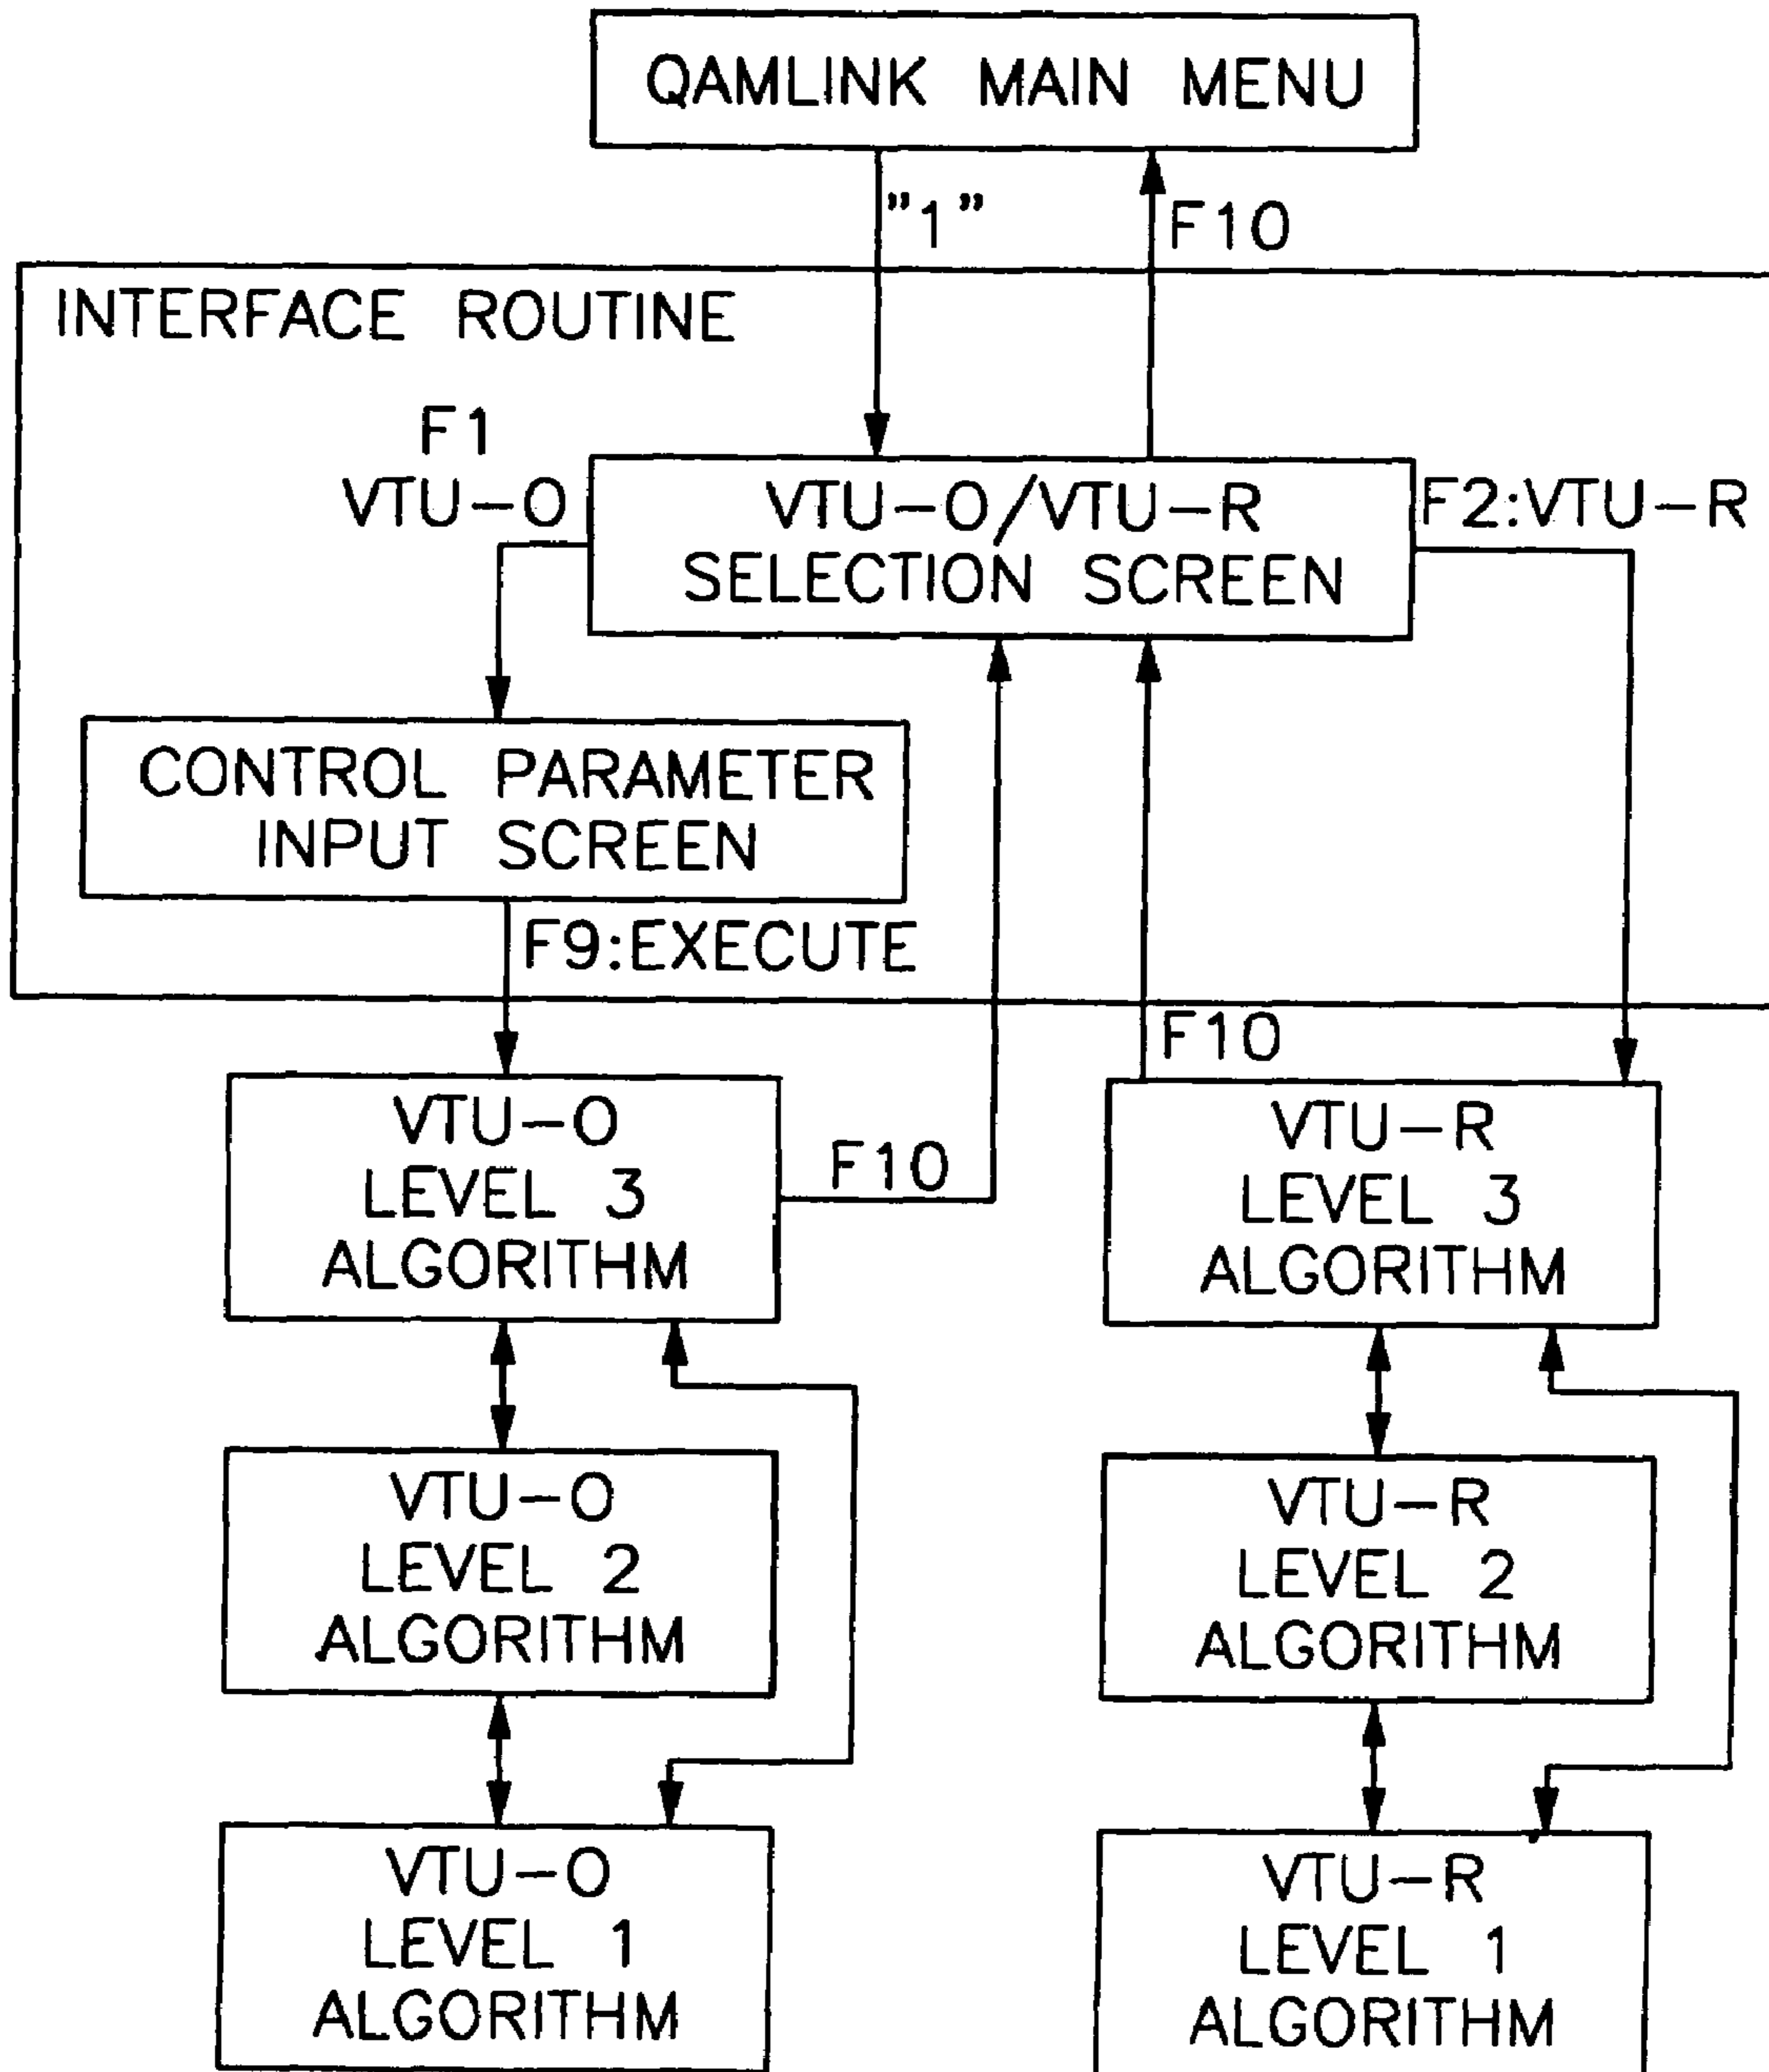 QAMLINK MAIN MENU
"1"
F10
INTERFACE ROUTINE
F1
VTU-O
VTU-O/VTU-R
SELECTION SCREEN
F2:VTU-R
CONTROL PARAMETER
INPUT SCREEN
F9:EXECUTE
F10
VTU-O
LEVEL 3
ALGORITHM
F10
VTU-R
LEVEL 3
ALGORITHM
VTU-O
LEVEL 2
ALGORITHM
VTU-R
LEVEL 2
ALGORITHM
VTU-O
LEVEL 1
ALGORITHM
VTU-R
LEVEL 1
ALGORITHM